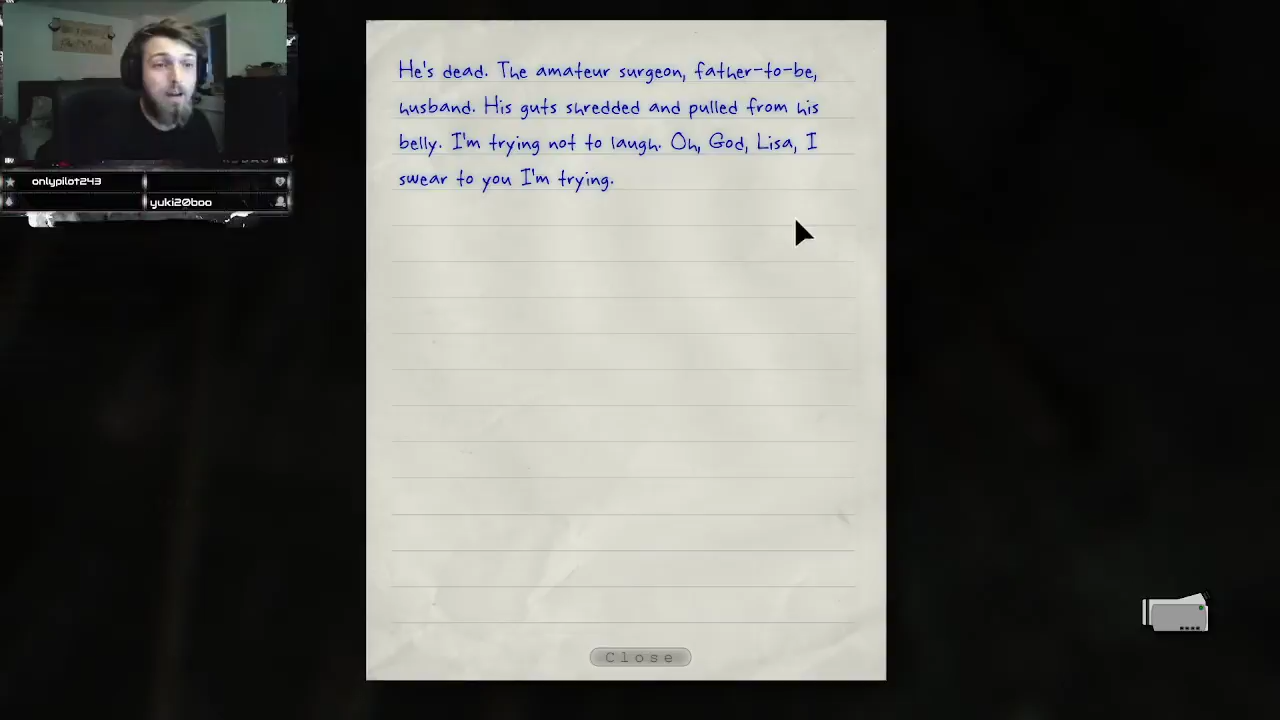 He's dead. The amateur surgeon, father-to-be,
husband. His guts shredded and pulled from his
belly. I'm trying not to laugh. Oh, God, Lisa, I
swear to you I'm trying.
onlypilot243
yuki20boo
Close